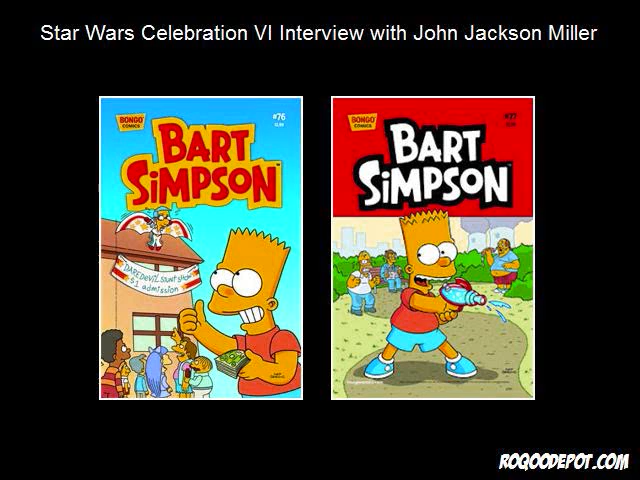 Star Wars Celebration VI Interview with John Jackson Miller
BONGO
COMICS
#76
BART
SiMPSON
DAREDEViL STUNT SHOW
$1 admission
BONGO
COMICS
#77
BART
SiMPSON
ROQOODEPOT.COM